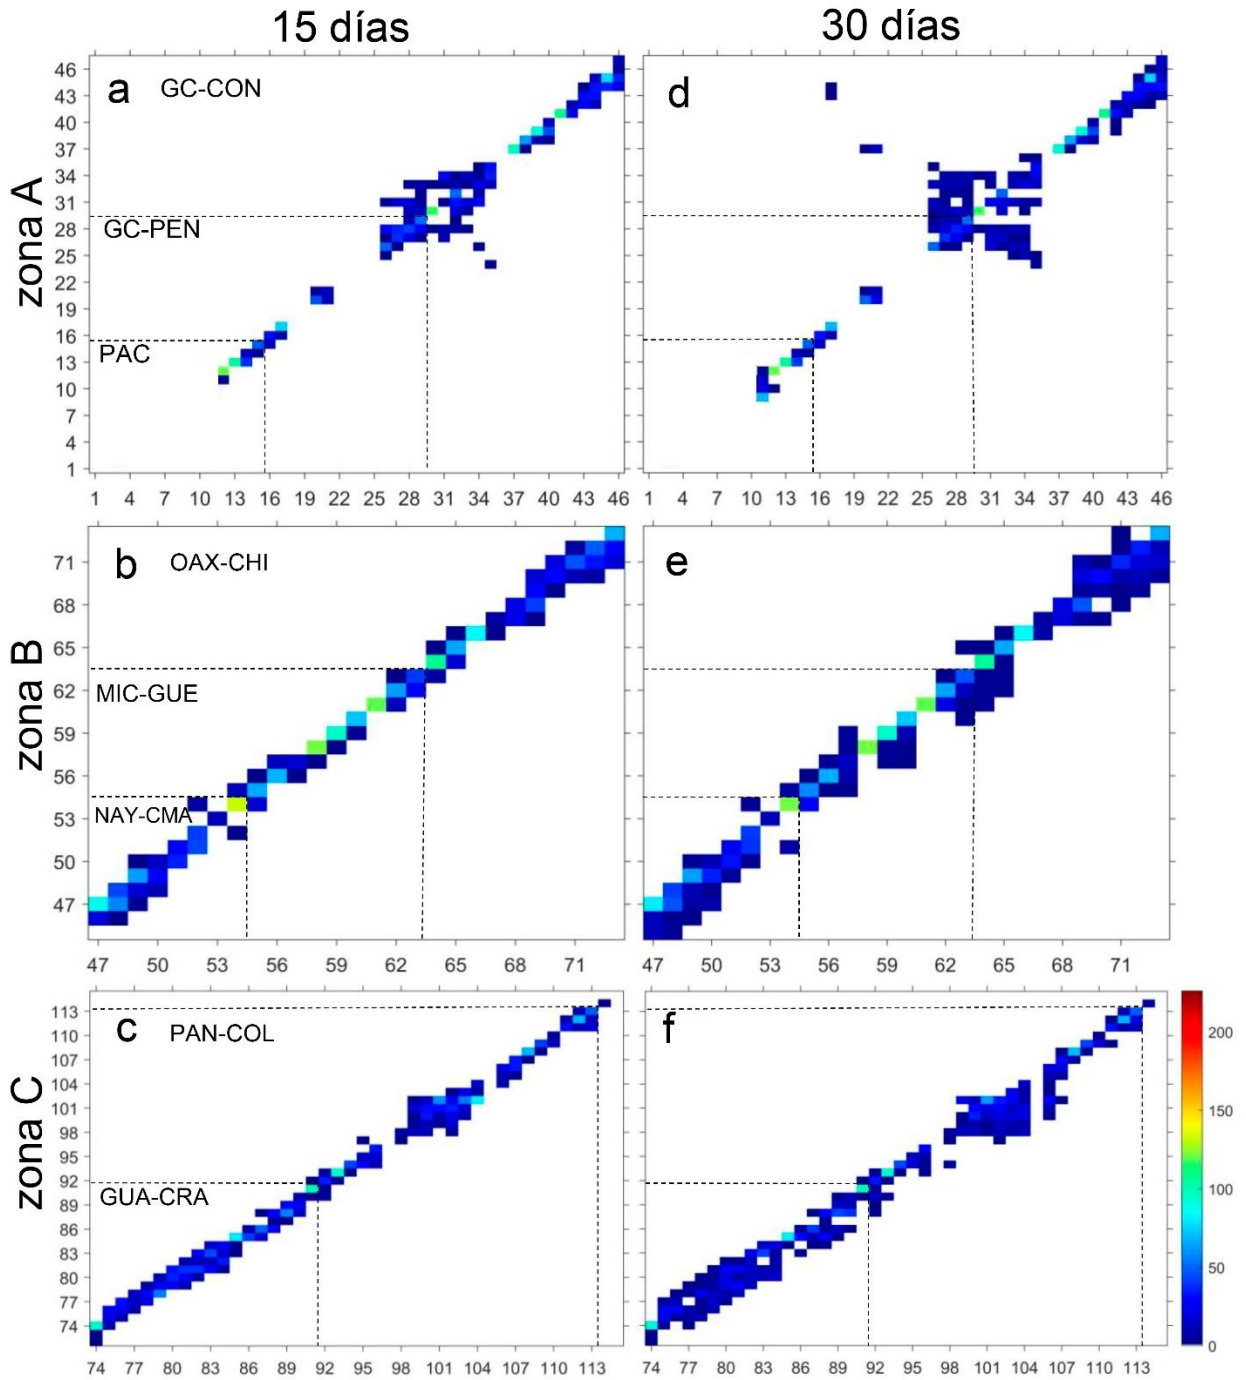 15 días
30 días
zona A
a
GC-CON
GC-PEN
PAC
46
43
40
37
34
31
28
25
22
19
16
13
10
7
4
1
1 4 7 10 13 16 19 22 25 28 31 34 37 40 43 46
d
1 4 7 10 13 16 19 22 25 28 31 34 37 40 43 46
zona B
b
OAX-CHI
MIC-GUE
NAY-CMA
71
68
65
62
59
56
53
50
47
47 50 53 56 59 62 65 68 71
e
47 50 53 56 59 62 65 68 71
zona C
c
PAN-COL
GUA-CRA
113
110
107
104
101
98
95
92
89
86
83
80
77
74
74 77 80 83 86 89 92 95 98 101 104 107 110 113
f
74 77 80 83 86 89 92 95 98 101 104 107 110 113
200
150
100
50
0